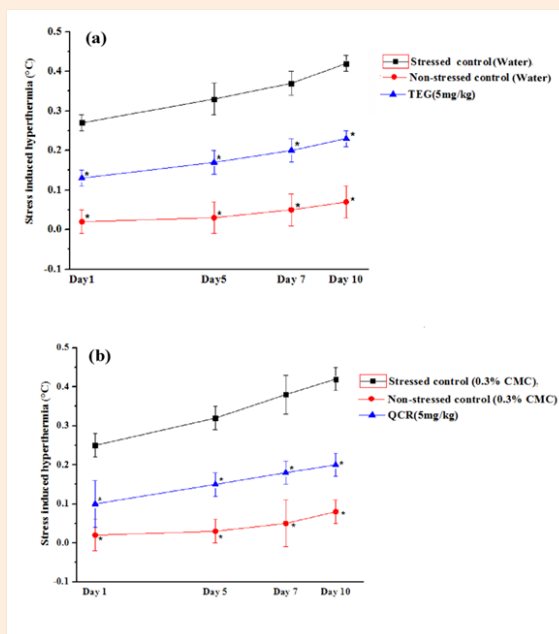 (a)
Stress induced hyperthermia (°C)
0.5
0.4
0.3
0.2
0.1
0.0
-0.1
Day1
Day5
Day 7
Day 10
*
*
*
*
*
*
*
*
Stressed control (Water).
Non-stressed control (Water)
TEG(5mg/kg)
(b)
Stress induced hyperthermia (°C)
0.5
0.4
0.3
0.2
0.1
0.0
-0.1
Day 1
Day 5
Day 7
Day 10
*
*
*
*
*
*
*
*
Stressed control (0.3% CMC).
Non-stressed control (0.3% CMC)
QCR(5mg/kg)